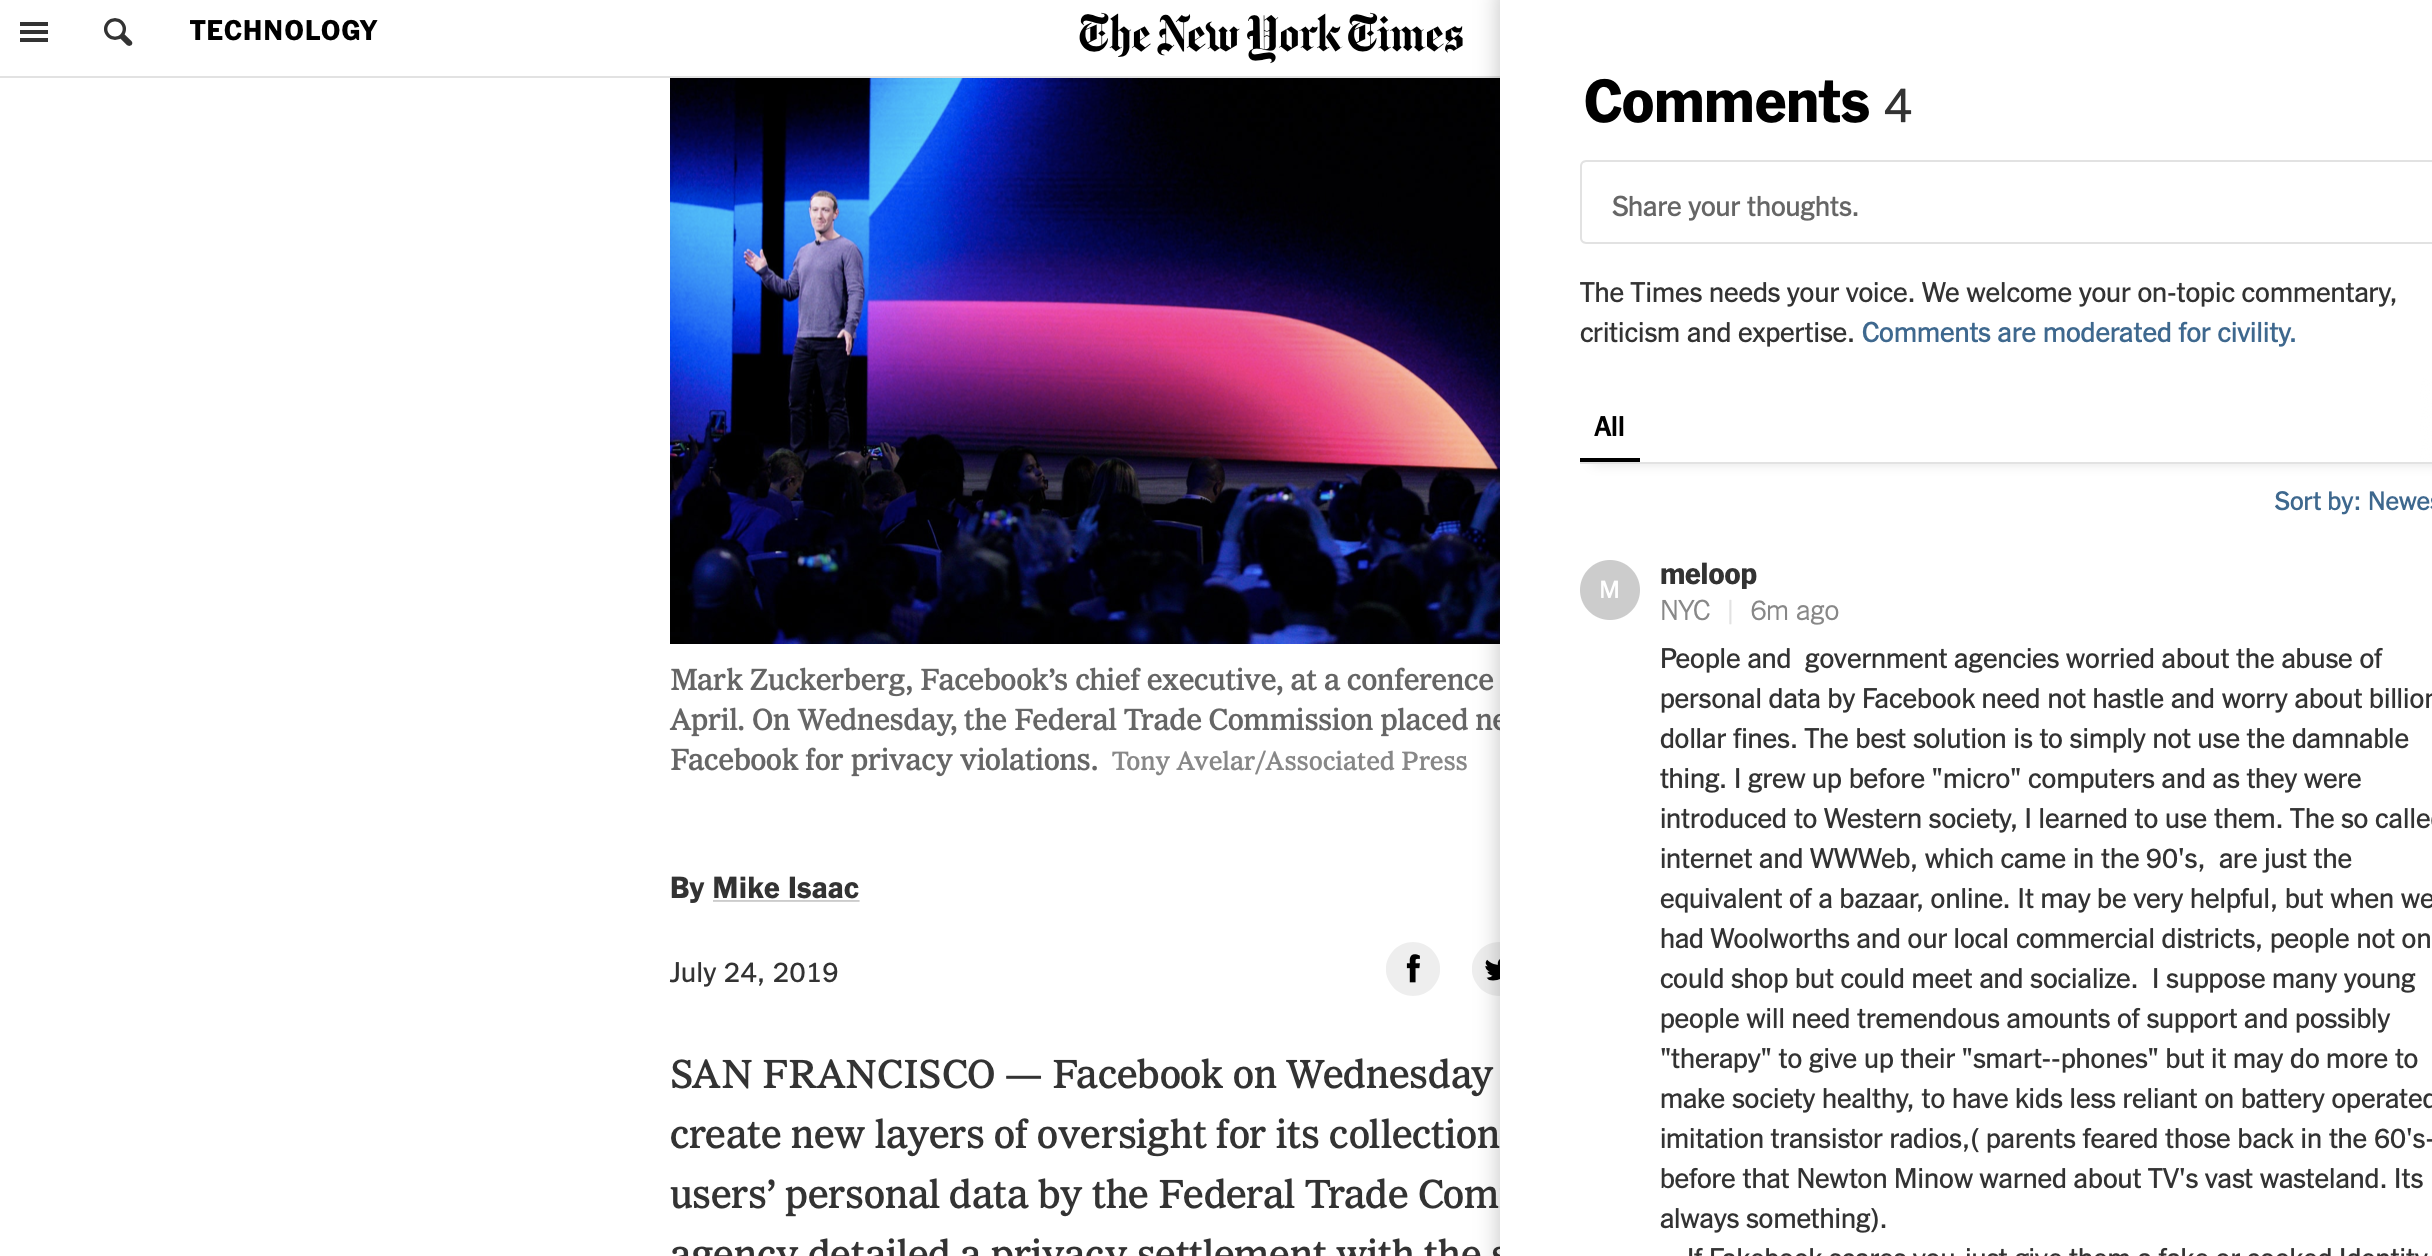 TECHNOLOGY
The New York Times
Mark Zuckerberg, Facebook’s chief executive, at a conference
April. On Wednesday, the Federal Trade Commission placed
Facebook for privacy violations. Tony Avelar/Associated Press
By Mike Isaac
July 24, 2019
SAN FRANCISCO — Facebook on Wednesday
create new layers of oversight for its collection
users’ personal data by the Federal Trade Com
agency detailed a privacy settlement with the
Comments 4
Share your thoughts.
The Times needs your voice. We welcome your on-topic commentary,
criticism and expertise. Comments are moderated for civility.
All
Sort by: Newes
M
meloop
NYC | 6m ago
People and government agencies worried about the abuse of
personal data by Facebook need not hastle and worry about billion
dollar fines. The best solution is to simply not use the damnable
thing. I grew up before "micro" computers and as they were
introduced to Western society, I learned to use them. The so calle
internet and WWWeb, which came in the 90's, are just the
equivalent of a bazaar, online. It may be very helpful, but when we
had Woolworths and our local commercial districts, people not on
could shop but could meet and socialize. I suppose many young
people will need tremendous amounts of support and possibly
"therapy" to give up their "smart--phones" but it may do more to
make society healthy, to have kids less reliant on battery operated
imitation transistor radios,( parents feared those back in the 60's-
before that Newton Minow warned about TV's vast wasteland. Its
always something).